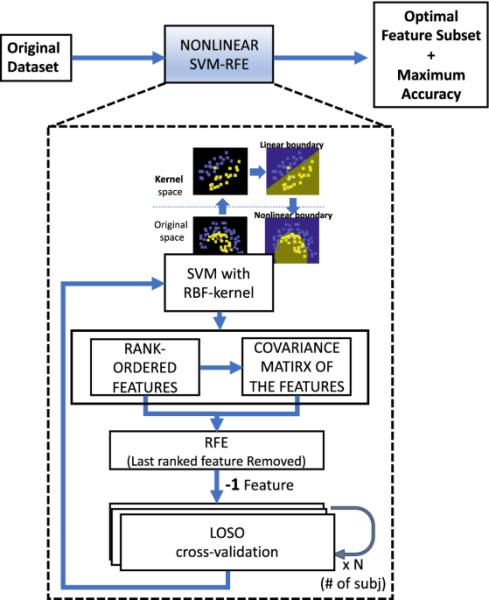 Original
Dataset
NONLINEAR
SVM-RFE
Optimal
Feature Subset
+
Maximum
Accuracy
Linear boundary
Kernel
space
Original
space
Nonlinear boundary
SVM with
RBF-kernel
RANK-
ORDERED
FEATURES
COVARIANCE
MATIRX OF
THE FEATURES
RFE
(Last ranked feature Removed)
-1 Feature
LOSO
cross-validation
x N
(# of subj)